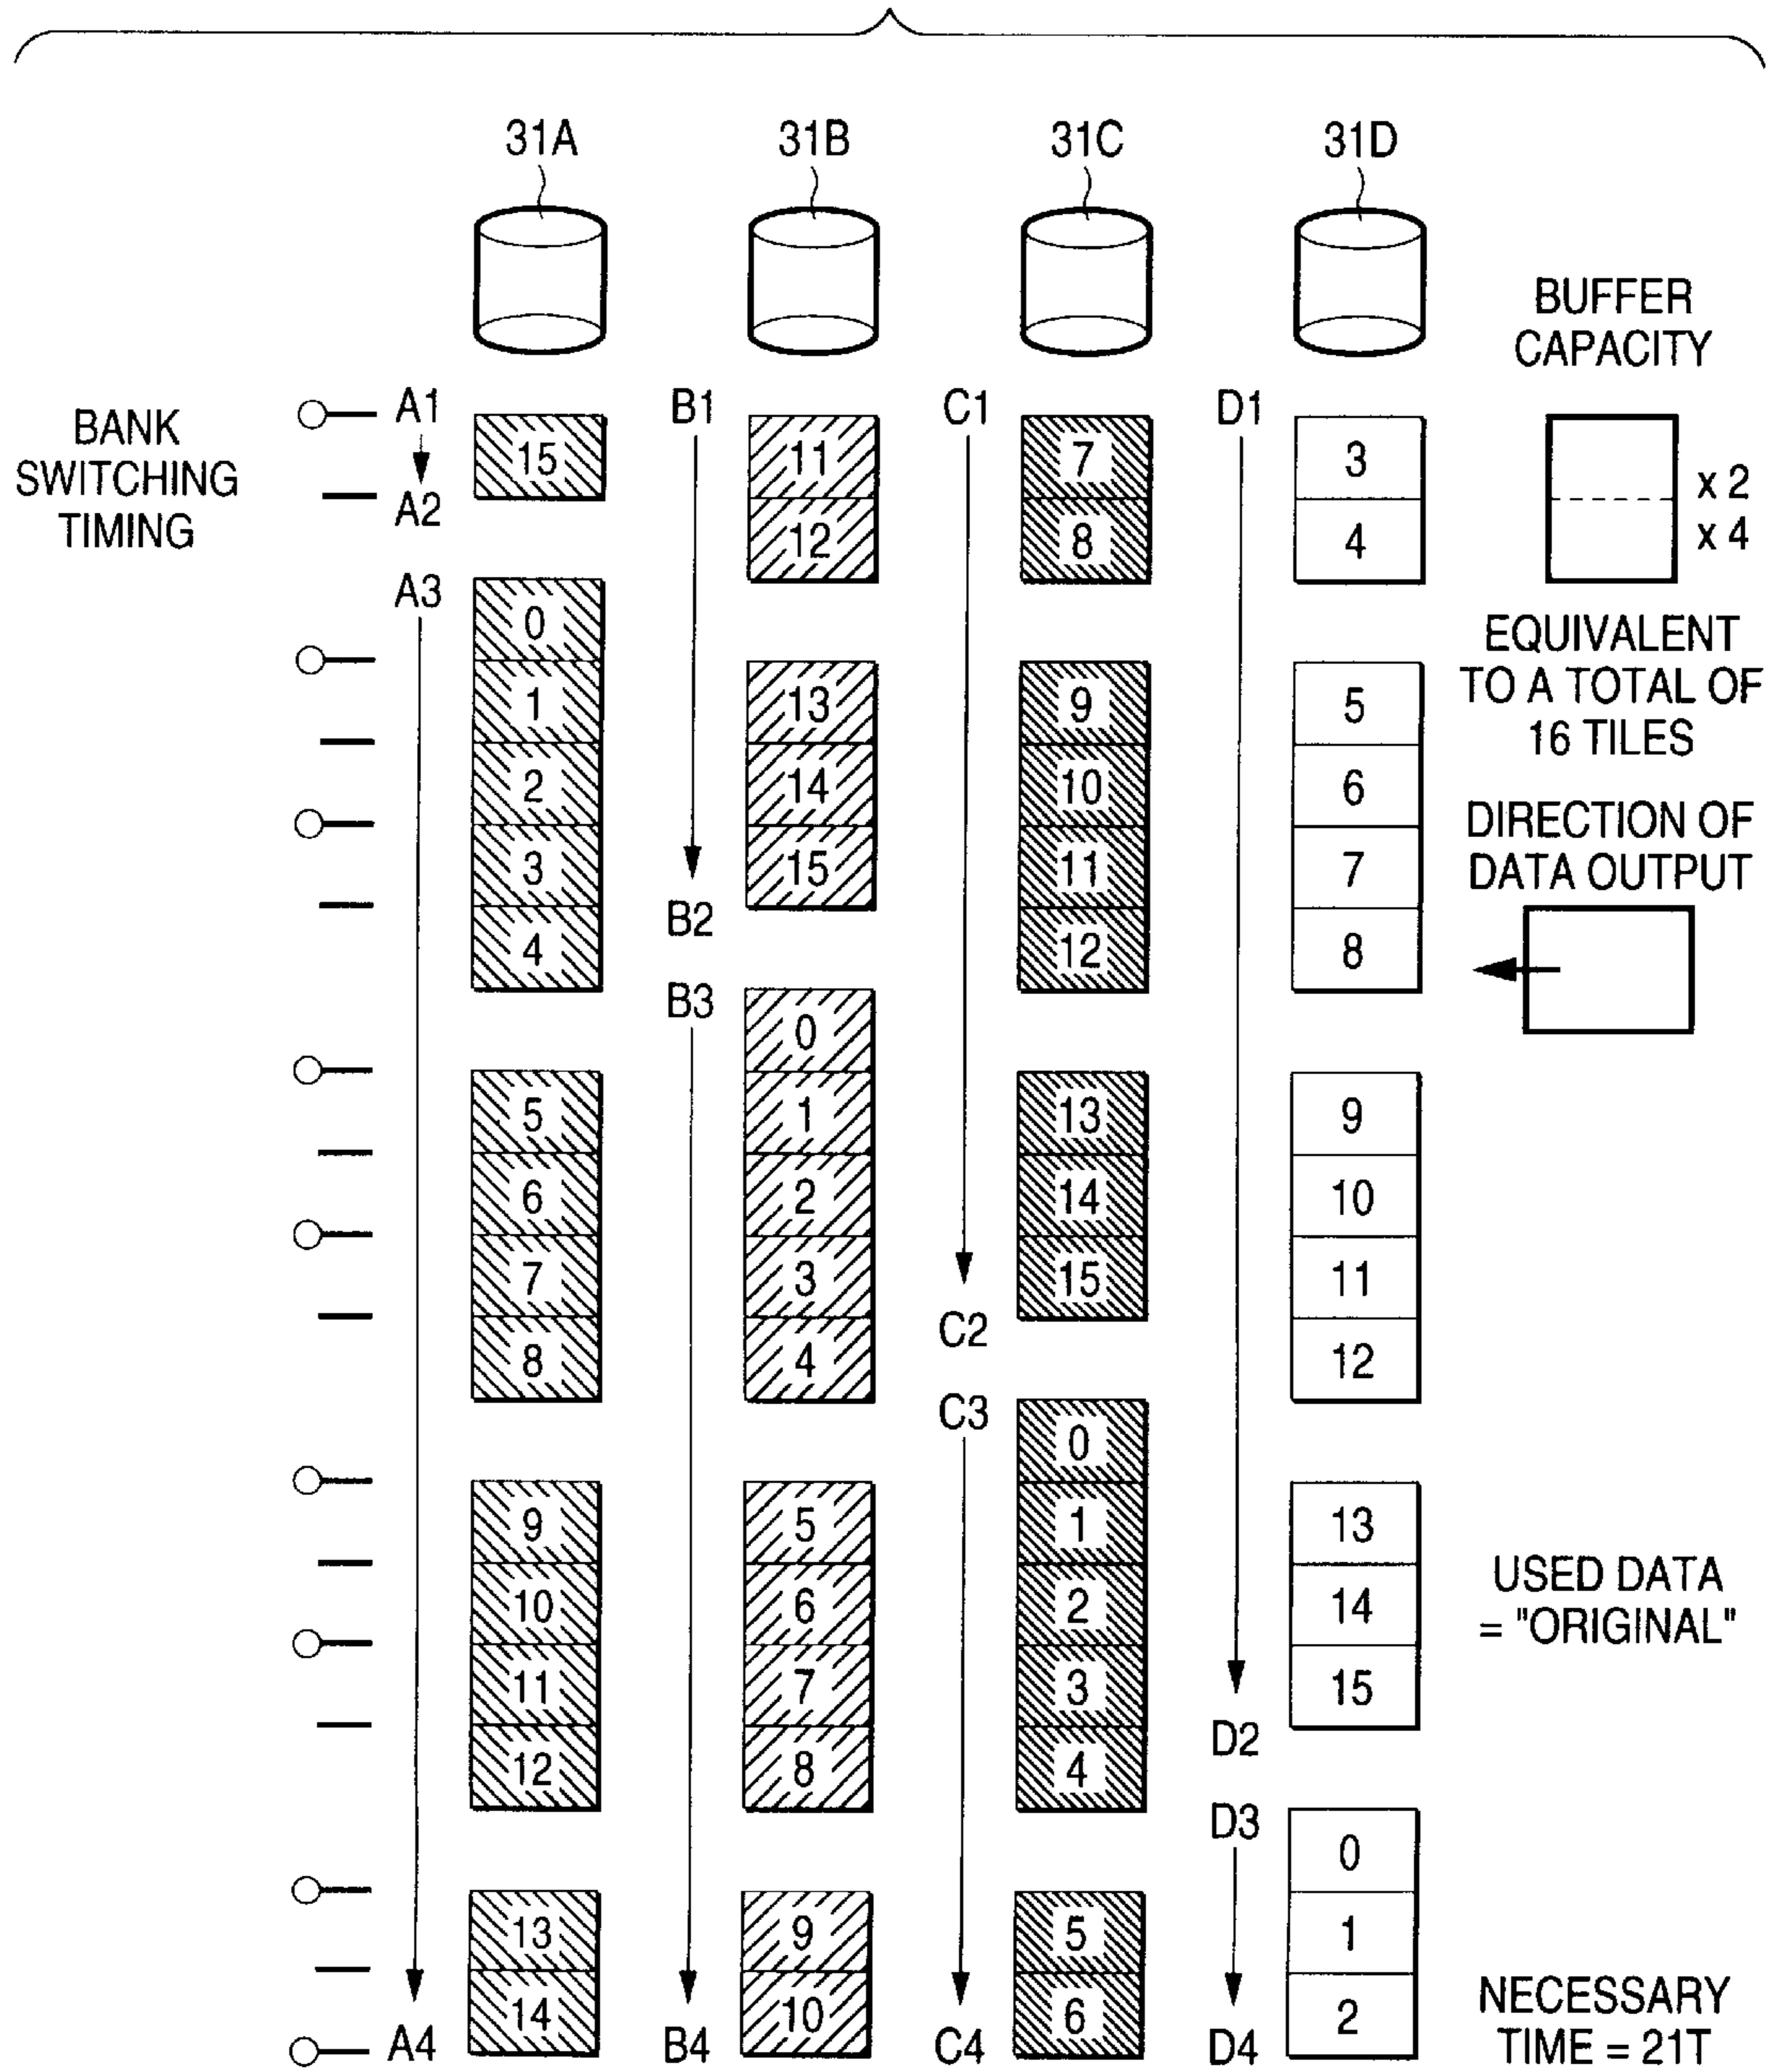 31A 31B 31C 31D
BUFFER
CAPACITY
BANK
SWITCHING
TIMING
A1 15 B1 11 C1 7 D1 3
x 2
A2 12 8 4
x 4
A3 0
EQUIVALENT
TO A TOTAL OF
16 TILES
1 13 9 5
2 14 10 6
DIRECTION OF
DATA OUTPUT
3 15 11 7
4 B2 12 8
B3 0
5 1 13 9
6 2 14 10
7 3 15 11
8 4 C2 12
C3 0
9 5 1 13
10 6 2 14
USED DATA
= "ORIGINAL"
11 7 3 15
12 8 4 D2
D3 0
13 9 5 1
A4 14 B4 10 C4 6 D4 2
NECESSARY
TIME = 21T